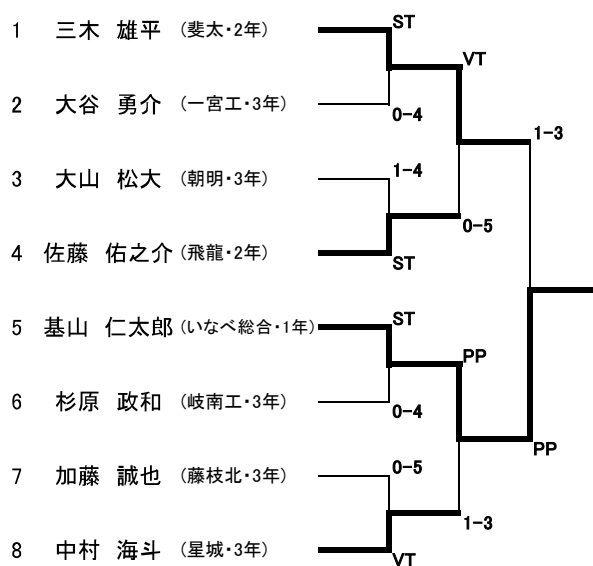 1 三木 雄平 (斐太・2年) ST
VT
2 大谷 勇介 (一宮工・3年) 0-4
1-3
3 大山 松大 (朝明・3年) 1-4
0-5
4 佐藤 佑之介 (飛龍・2年) ST
5 基山 仁太郎 (いなべ総合・1年) ST
PP
6 杉原 政和 (岐南工・3年) 0-4
PP
7 加藤 誠也 (藤枝北・3年) 0-5
1-3
8 中村 海斗 (星城・3年) VT